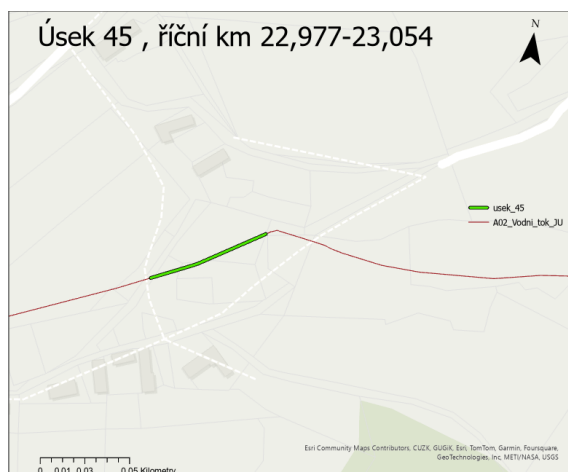 Úsek 45 , říční km 22,977-23,054
N
usek_45
A02_Vodni_tok_JU
0 0,01 0,03 0,05 Kilometry
Esri Community Maps Contributors, CUZK, GUGiK, Esri, TomTom, Garmin, Foursquare,
GeoTechnologies, Inc, METI/NASA, USGS